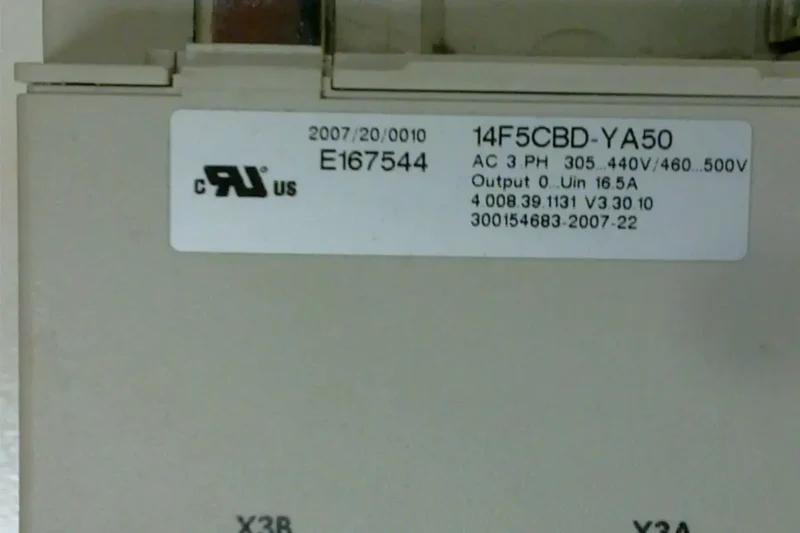 2007/20/0010
E167544
c RU US
14F5CBD-YA50
AC 3 PH 305...440V/460...500V
Output 0...Uin 16.5A
4.008.39.1131 V3.30.10
300154683-2007-22
X3B
X3A